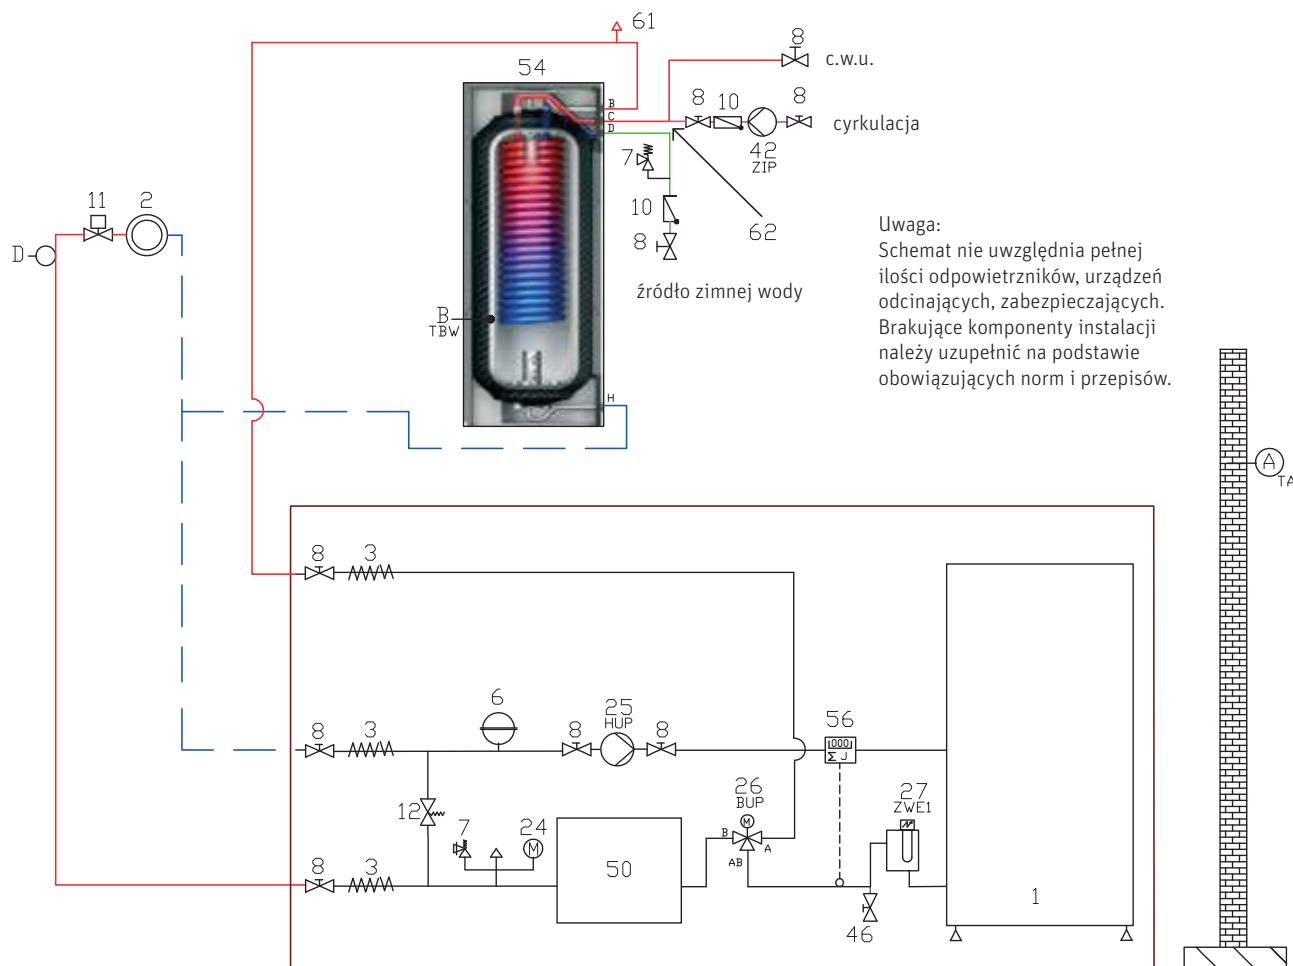 61
8
c.w.u.
54
B
C
D
8
10
8
cyrkulacja
42
ZIP
7
10
8
62
źródło zimnej wody
11
2
D
B
TBW
H
Uwaga:
Schemat nie uwzględnia pełnej
ilości odpowietrzników, urządzeń
odcinających, zabezpieczających.
Brakujące komponenty instalacji
należy uzupełnić na podstawie
obowiązujących norm i przepisów.
A
TA
8
3
8
3
6
8
25
HUP
8
56
000
Σ J
12
7
24
M
26
BUP
M
B
A
AB
27
ZWE1
8
3
50
46
1